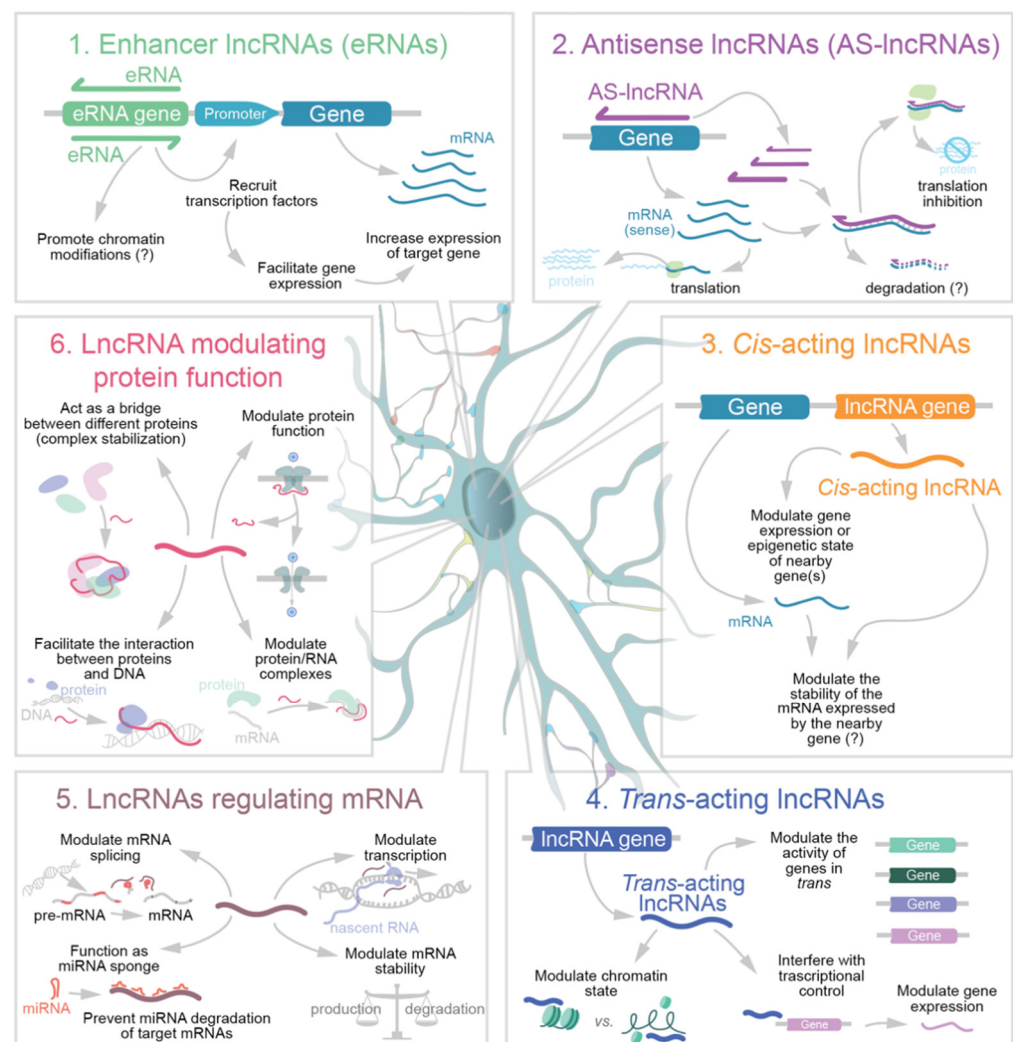 1. Enhancer lncRNAs (eRNAs)
eRNA
eRNA gene
Promoter
Gene
eRNA
mRNA
Recruit
transcription factors
Promote chromatin
modifiations (?)
Facilitate gene
expression
Increase expression
of target gene
2. Antisense lncRNAs (AS-lncRNAs)
AS-lncRNA
Gene
mRNA
(sense)
protein
translation
protein
translation
inhibition
degradation (?)
6. LncRNA modulating
protein function
Act as a bridge
between different proteins
(complex stabilization)
Modulate protein
function
Facilitate the interaction
between proteins
and DNA
protein
DNA
Modulate
protein/RNA
complexes
protein
mRNA
3. Cis-acting lncRNAs
Gene
lncRNA gene
Cis-acting lncRNA
Modulate gene
expression or
epigenetic state
of nearby
gene(s)
mRNA
Modulate the
stability of the
mRNA expressed
by the nearby
gene (?)
5. LncRNAs regulating mRNA
Modulate mRNA
splicing
pre-mRNA
mRNA
Modulate
transcription
nascent RNA
Function as
miRNA sponge
miRNA
Prevent miRNA degradation
of target mRNAs
Modulate mRNA
stability
production
degradation
4. Trans-acting lncRNAs
lncRNA gene
Trans-acting
lncRNAs
Modulate the
activity of
genes in
trans
Gene
Gene
Gene
Gene
Modulate chromatin
state
vs.
Interfere with
trascriptional
control
Gene
Modulate gene
expression